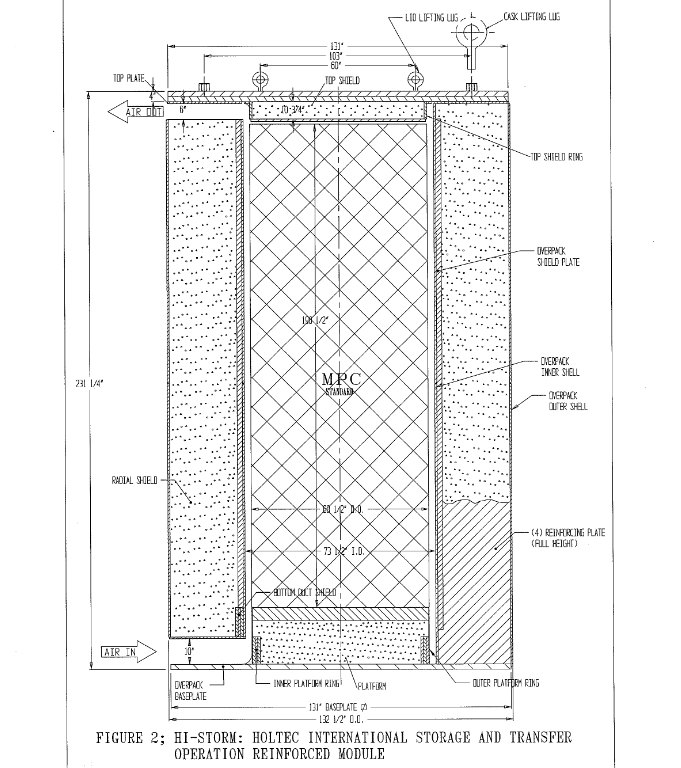 LID LIFTING LUG
CASK LIFTING LUG
131"
103"
60"
TOP PLATE
4"
TOP SHIELD
AIR OUT
6"
10 3/4"
TOP SHIELD RING
OVERPACK
SHIELD PLATE
190 1/2"
MPC
STANDARD
231 1/4"
OVERPACK
INNER SHELL
OVERPACK
OUTER SHELL
RADIAL SHIELD
O.D.
(4) REINFORCING PLATE
(FULL HEIGHT)
73 1/2" I.D.
BOTTOM DUCT SHIELD
AIR IN
10"
OVERPACK
BASEPLATE
INNER PLATFORM RING
PLATFORM
OUTER PLATFORM RING
131" BASEPLATE Ø
132 1/2" O.D.
FIGURE 2; HI-STORM: HOLTEC INTERNATIONAL STORAGE AND TRANSFER
OPERATION REINFORCED MODULE